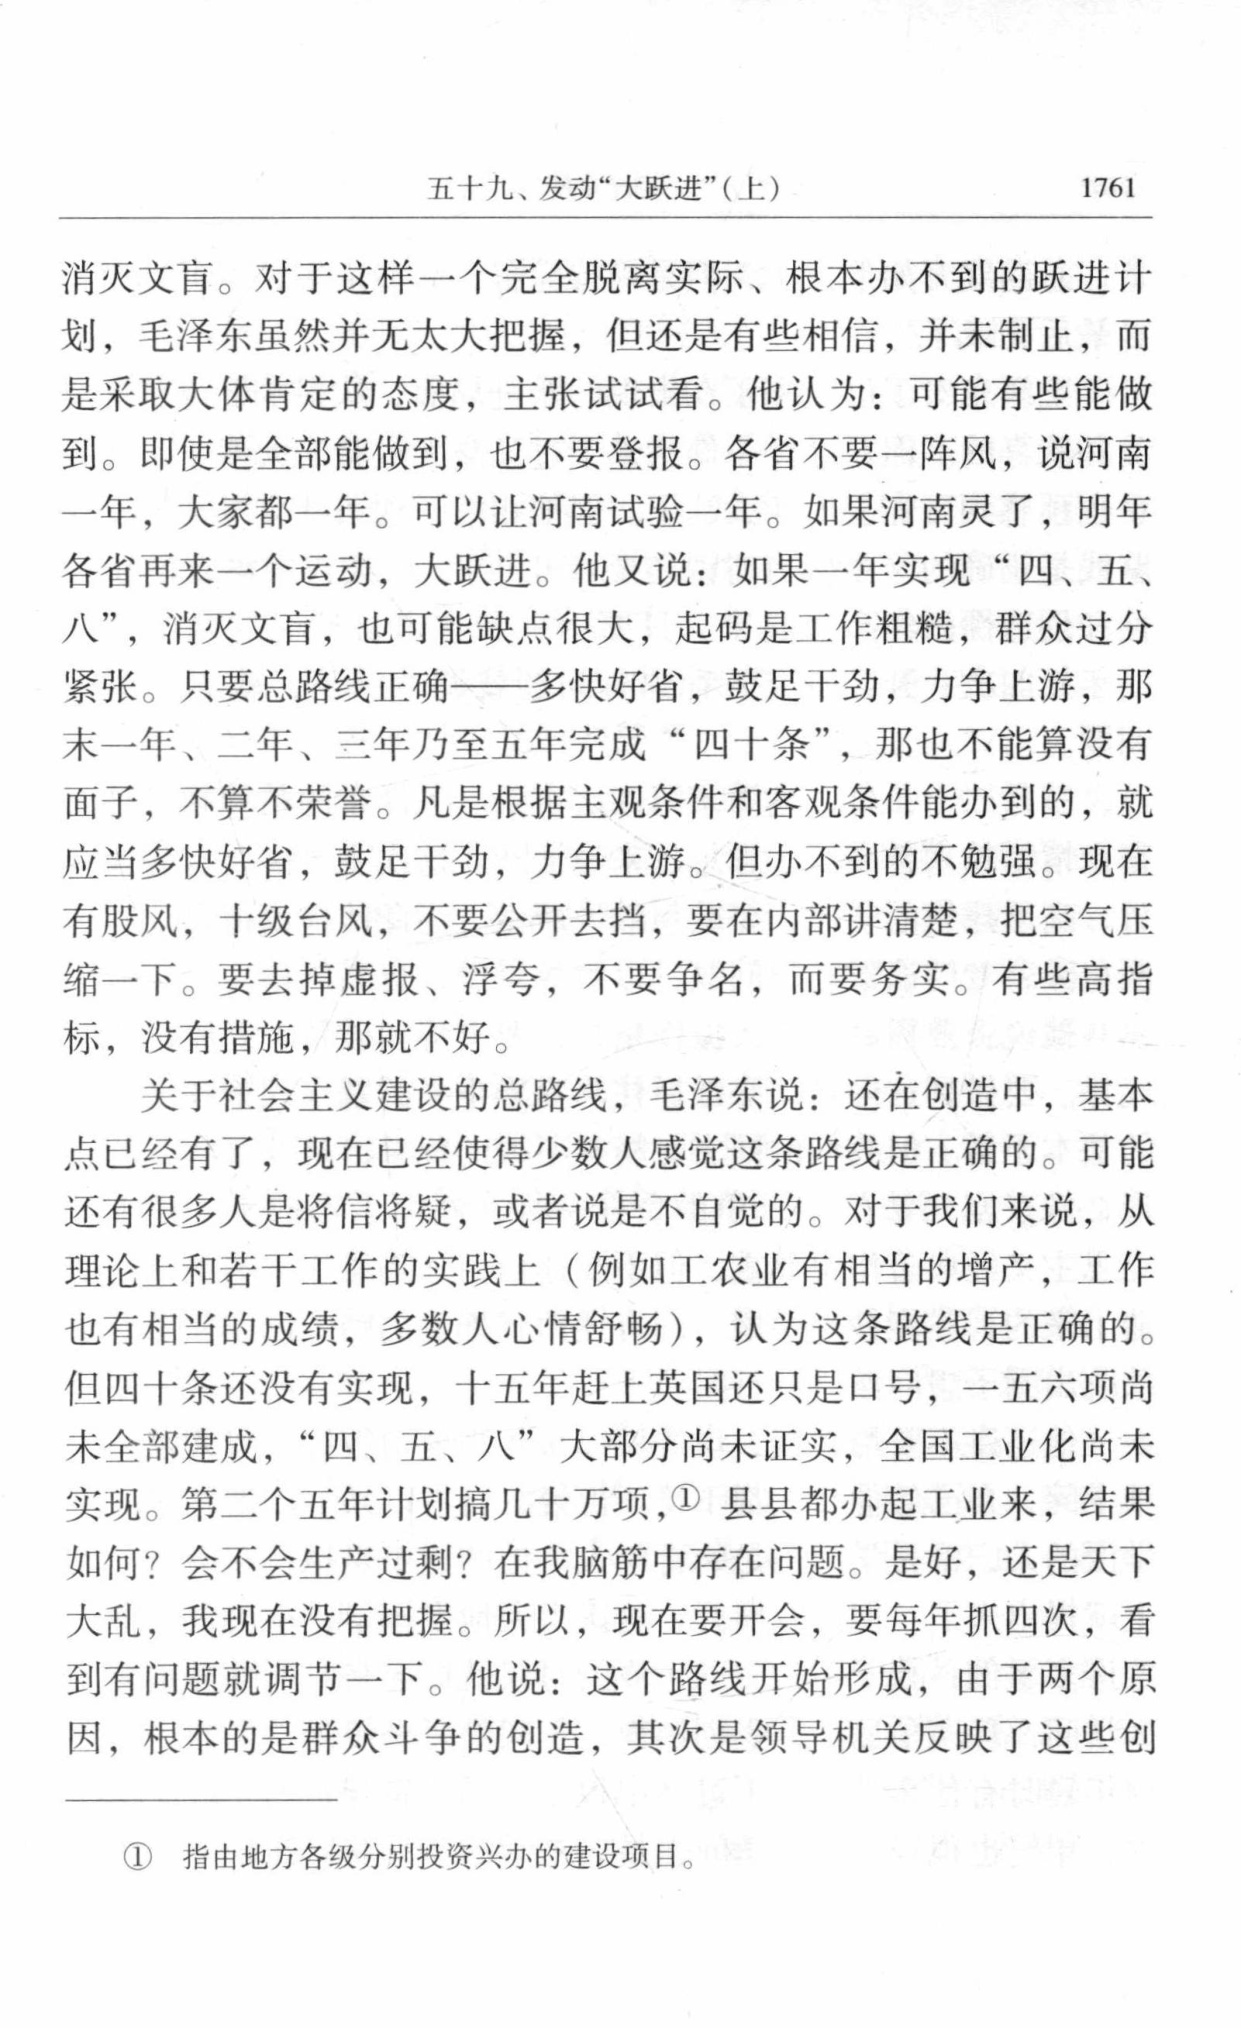 五十九、发动“大跃进”(上) 1761
消灭文盲。对于这样一个完全脱离实际、根本办不到的跃进计
划，毛泽东虽然并无太大把握，但还是有些相信，并未制止，而
是采取大体肯定的态度，主张试试看。他认为：可能有些能做
到。即使是全部能做到，也不要登报。各省不要一阵风，说河南
一年，大家都一年。可以让河南试验一年。如果河南灵了，明年
各省再来一个运动，大跃进。他又说：如果一年实现“四、五、
八”，消灭文盲，也可能缺点很大，起码是工作粗糙，群众过分
紧张。只要总路线正确——多快好省，鼓足干劲，力争上游，那
末一年、二年、三年乃至五年完成“四十条”，那也不能算没有
面子，不算不荣誉。凡是根据主观条件和客观条件能办到的，就
应当多快好省，鼓足干劲，力争上游。但办不到的不勉强。现在
有股风，十级台风，不要公开去挡，要在内部讲清楚，把空气压
缩一下。要去掉虚报、浮夸，不要争名，而要务实。有些高指
标，没有措施，那就不好。
关于社会主义建设的总路线，毛泽东说：还在创造中，基本
点已经有了，现在已经使得少数人感觉这条路线是正确的。可能
还有很多人是将信将疑，或者说是不自觉的。对于我们来说，从
理论上和若干工作的实践上（例如工农业有相当的增产，工作
也有相当的成绩，多数人心情舒畅），认为这条路线是正确的。
但四十条还没有实现，十五年赶上英国还只是口号，一五六项尚
未全部建成，“四、五、八”大部分尚未证实，全国工业化尚未
实现。第二个五年计划搞几十万项，① 县县都办起工业来，结果
如何？会不会生产过剩？在我脑筋中存在问题。是好，还是天下
大乱，我现在没有把握。所以，现在要开会，要每年抓四次，看
到有问题就调节一下。他说：这个路线开始形成，由于两个原
因，根本的是群众斗争的创造，其次是领导机关反映了这些创
① 指由地方各级分别投资兴办的建设项目。